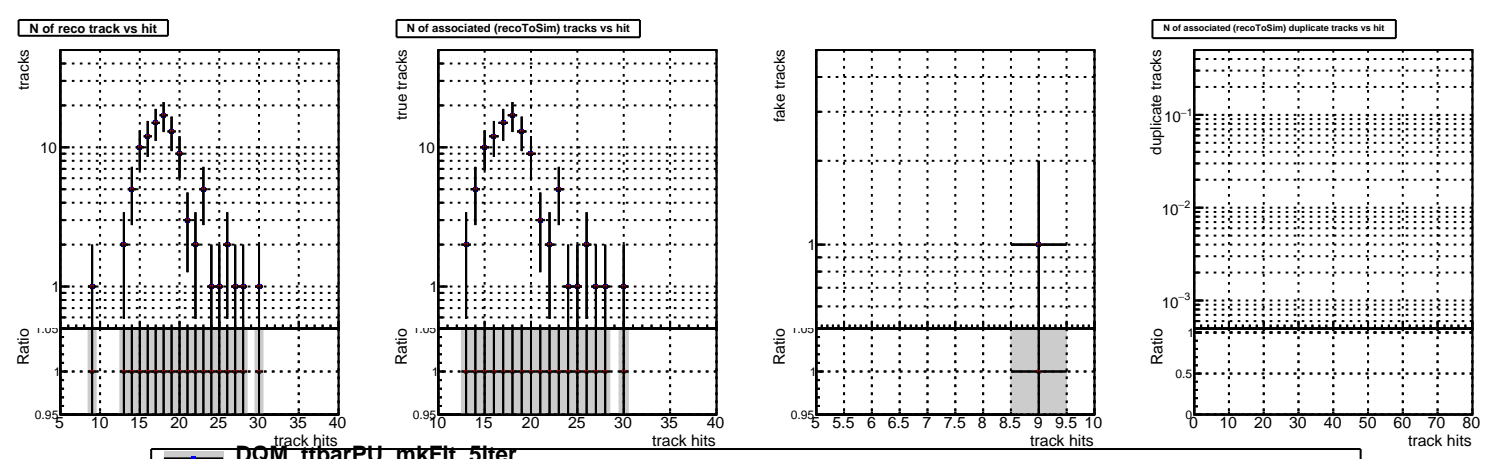 N of reco track vs hit
tracks
10
1
1.05
Ratio
1
0.95
5 10 15 20 25 30 35 40
track hits
N of associated (recoToSim) tracks vs hit
true tracks
10
1
1.05
Ratio
1
0.95
10 15 20 25 30 35 40
track hits
fake tracks
1
1.05
Ratio
1
0.95
5 5.5 6 6.5 7 7.5 8 8.5 9 9.5 10
track hits
N of associated (recoToSim) duplicate tracks vs hit
duplicate tracks
10⁻¹
10⁻²
10⁻³
Ratio
1
0.5
0
0 10 20 30 40 50 60 70 80
track hits
DQM_ttbarPU_mkFit_5iter